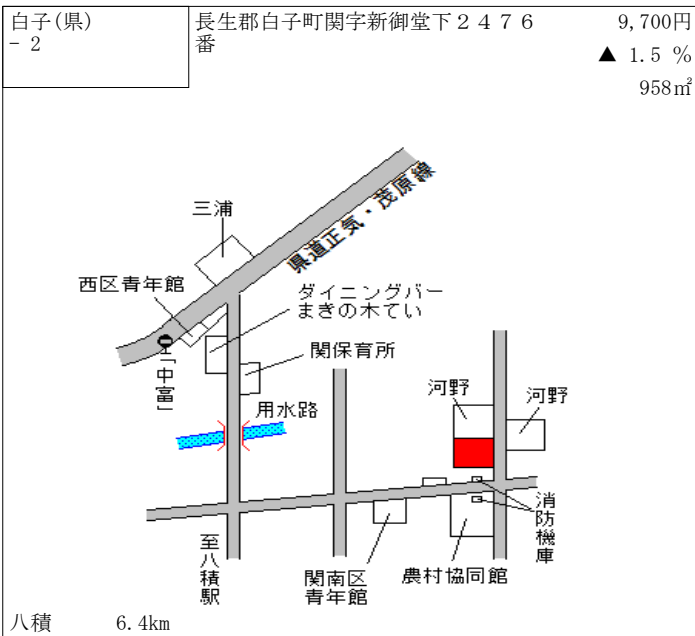 白子(県)
- 2
長生郡白子町関字新御堂下２４７６
番
9,700円
▲ 1.5 %
958㎡
県道正気・茂原線
三浦
西区青年館
ダイニングバー
まきの木てい
関保育所
「中富」
用水路
河野
河野
消防機庫
至八積駅
関南区
青年館
農村協同館
八積 6.4km